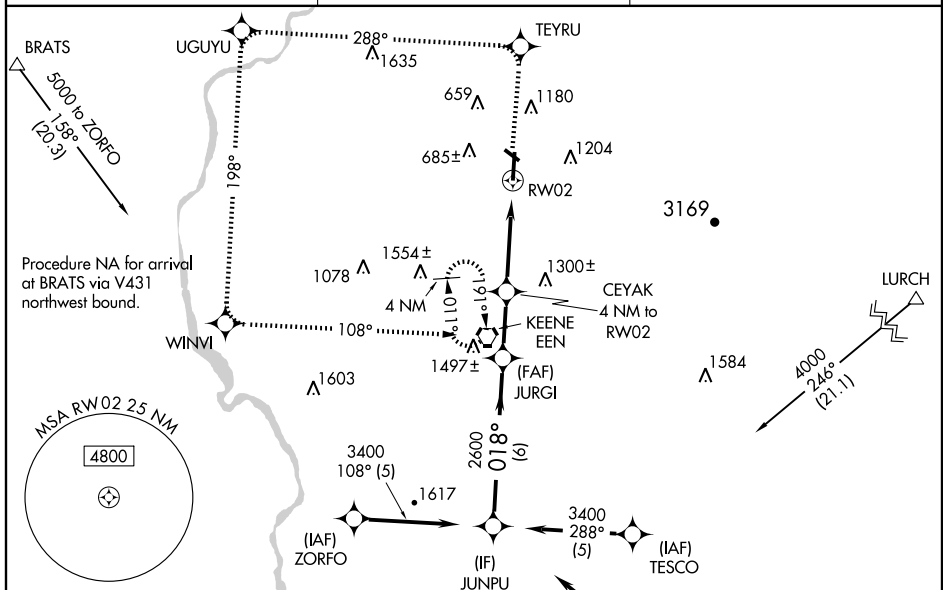 UGUYU
288°
TEYRU
1635
BRATS
5000 to ZORFO
158°
(20.3)
659
1180
685±
1204
RW02
198°
3169
Procedure NA for arrival
at BRATS via V431
northwest bound.
1078
1554±
4 NM
011°
191°
1300±
CEYAK
4 NM to
RW02
LURCH
WINVI
108°
KEENE
EEN
1497±
(FAF)
JURGI
1603
1584
4000
246°
(21.1)
MSA RW02 25 NM
4800
2600
018°
(6)
3400
108° (5)
1617
(IAF)
ZORFO
(IF)
JUNPU
3400
288°
(5)
(IAF)
TESCO